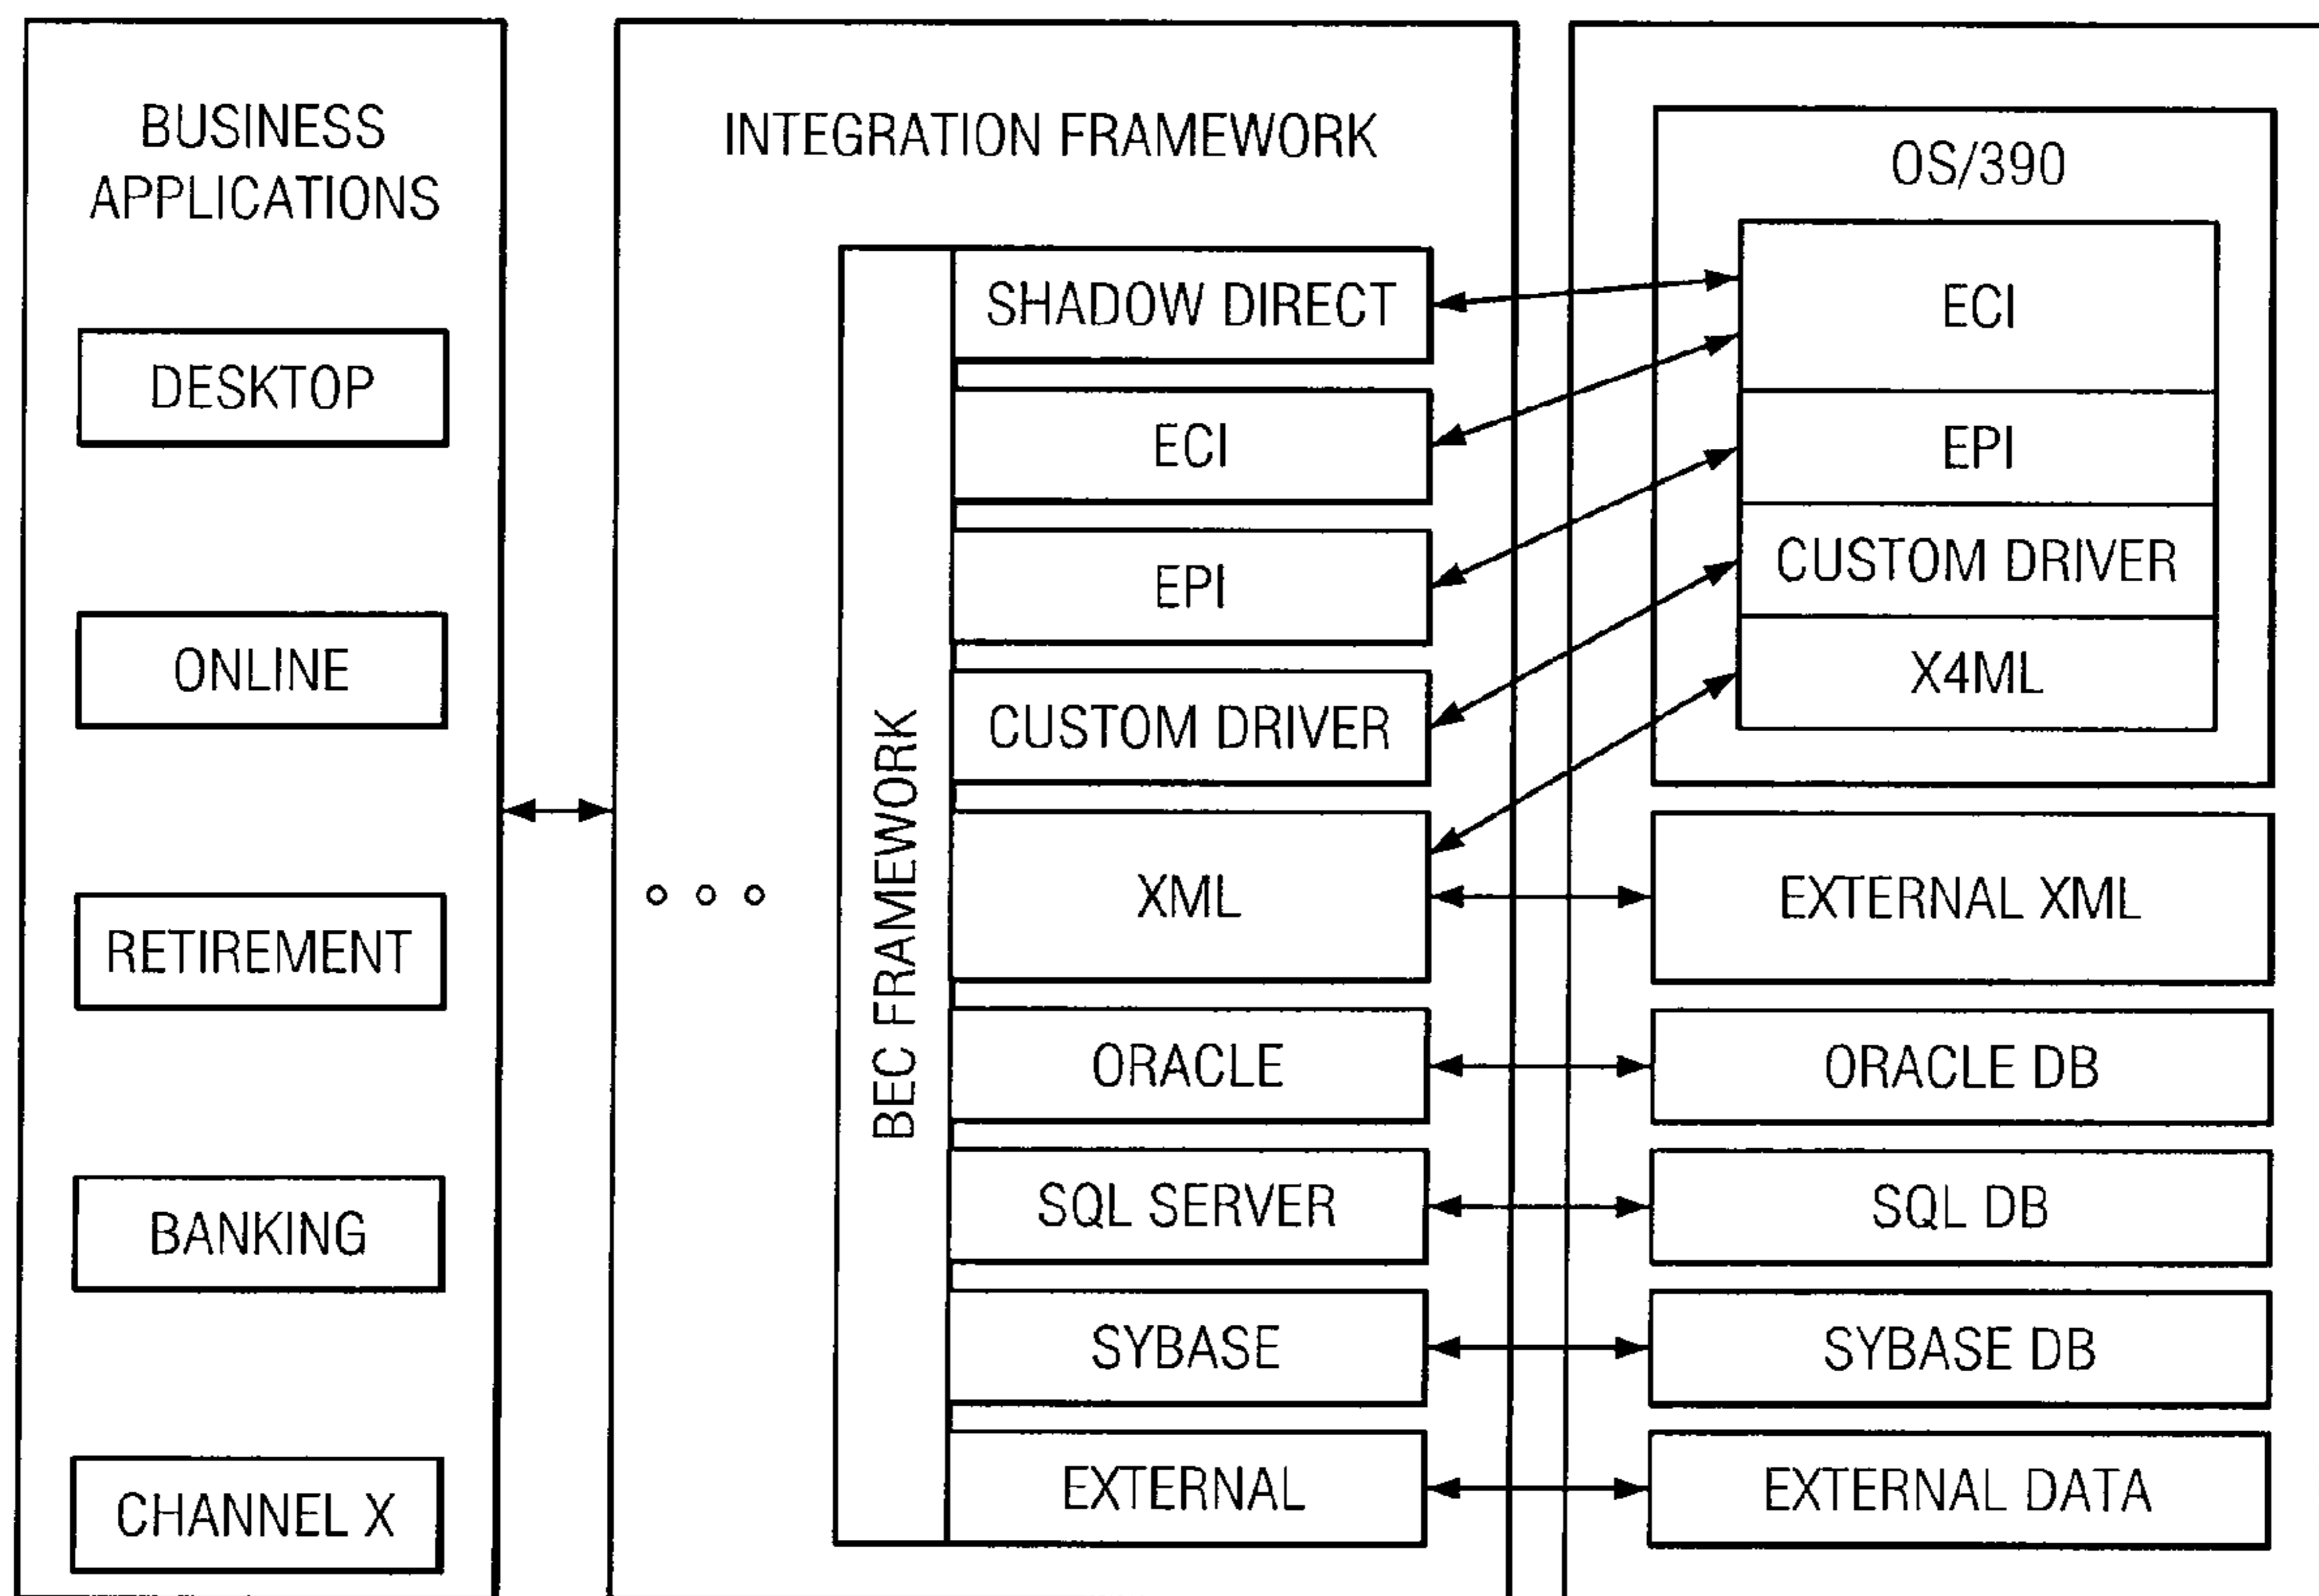 BUSINESS
APPLICATIONS
DESKTOP
ONLINE
RETIREMENT
BANKING
CHANNEL X
INTEGRATION FRAMEWORK
BEC FRAMEWORK
SHADOW DIRECT
ECI
EPI
CUSTOM DRIVER
XML
ORACLE
SQL SERVER
SYBASE
EXTERNAL
OS/390
ECI
EPI
CUSTOM DRIVER
X4ML
EXTERNAL XML
ORACLE DB
SQL DB
SYBASE DB
EXTERNAL DATA